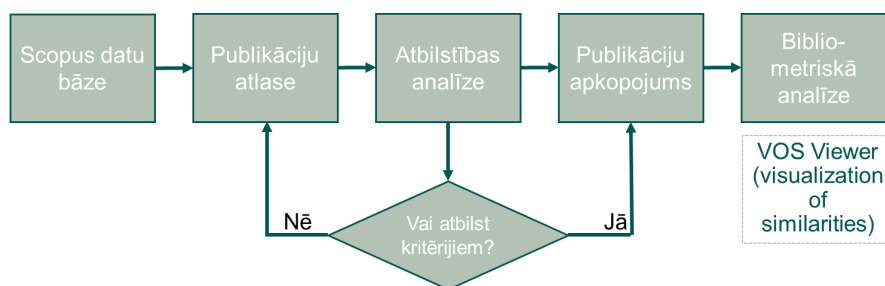 Scopus datu
bāze
Publikāciju
atlase
Atbilstības
analīze
Publikāciju
apkopojums
Biblio-
metriskā
analīze
VOS Viewer
(visualization
of
similarities)
Nē
Vai atbilst
kritērijiem?
Jā